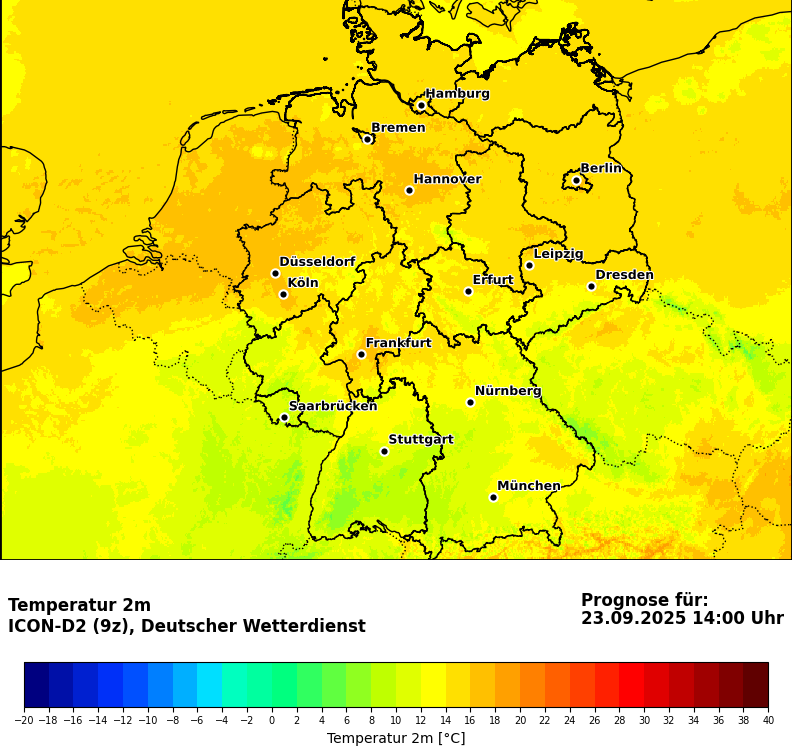 Hamburg
Bremen
Berlin
Hannover
Leipzig
Düsseldorf
Dresden
Köln
Erfurt
Frankfurt
Nürnberg
Saarbrücken
Stuttgart
München
Temperatur 2m
ICON-D2 (9z), Deutscher Wetterdienst
Prognose für:
23.09.2025 14:00 Uhr
−20 −18 −16 −14 −12 −10 −8 −6 −4 −2 0 2 4 6 8 10 12 14 16 18 20 22 24 26 28 30 32 34 36 38 40
Temperatur 2m [°C]